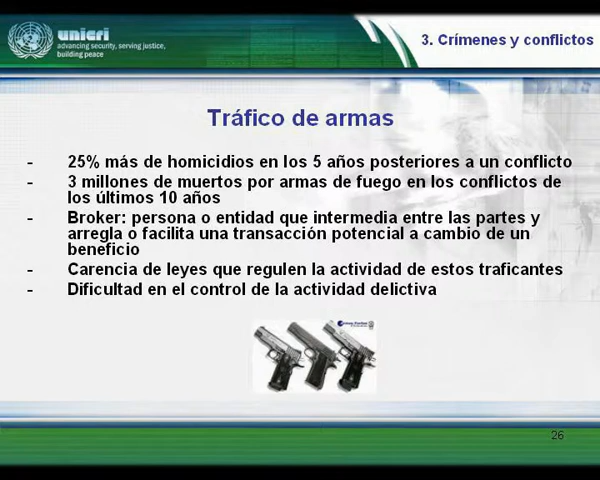 unicri
advancing security, serving justice,
building peace
3. Crímenes y conflictos
Tráfico de armas
- 25% más de homicidios en los 5 años posteriores a un conflicto
- 3 millones de muertos por armas de fuego en los conflictos de
los últimos 10 años
- Broker: persona o entidad que intermedia entre las partes y
arregla o facilita una transacción potencial a cambio de un
beneficio
- Carencia de leyes que regulen la actividad de estos traficantes
- Dificultad en el control de la actividad delictiva
26